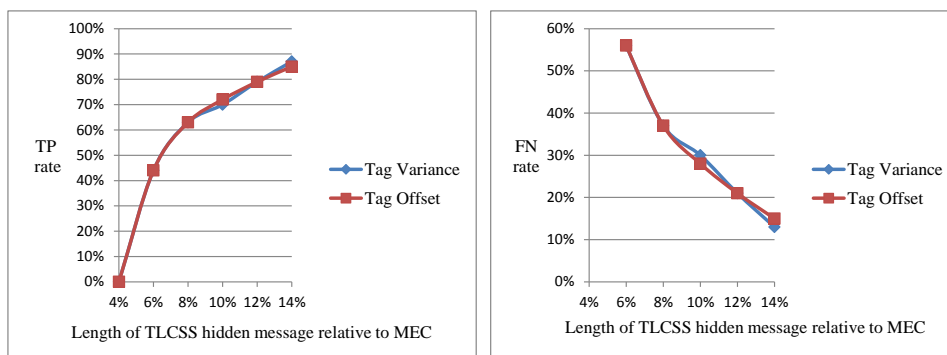 100%
90%
80%
70%
60%
50%
40%
30%
20%
10%
0%
TP
rate
4% 6% 8% 10% 12% 14%
Length of TLCSS hidden message relative to MEC
Tag Variance
Tag Offset
60%
50%
40%
30%
20%
10%
0%
FN
rate
4% 6% 8% 10% 12% 14%
Length of TLCSS hidden message relative to MEC
Tag Variance
Tag Offset